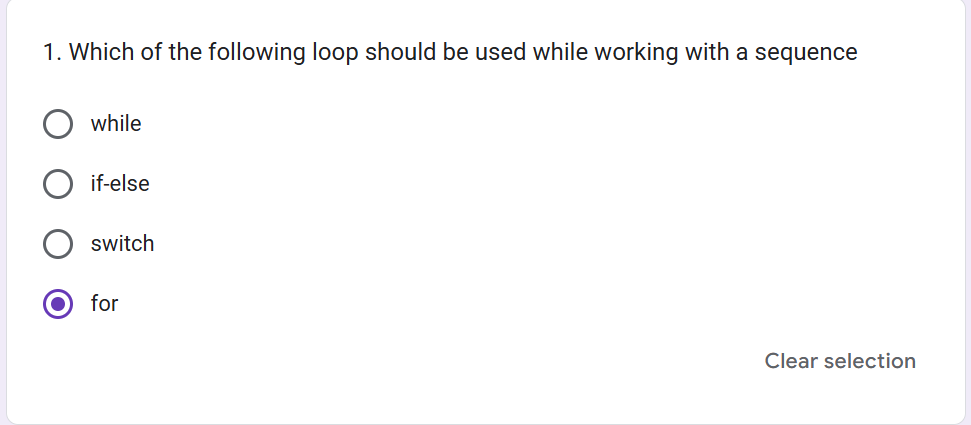 1. Which of the following loop should be used while working with a sequence
while
if-else
switch
for
Clear selection